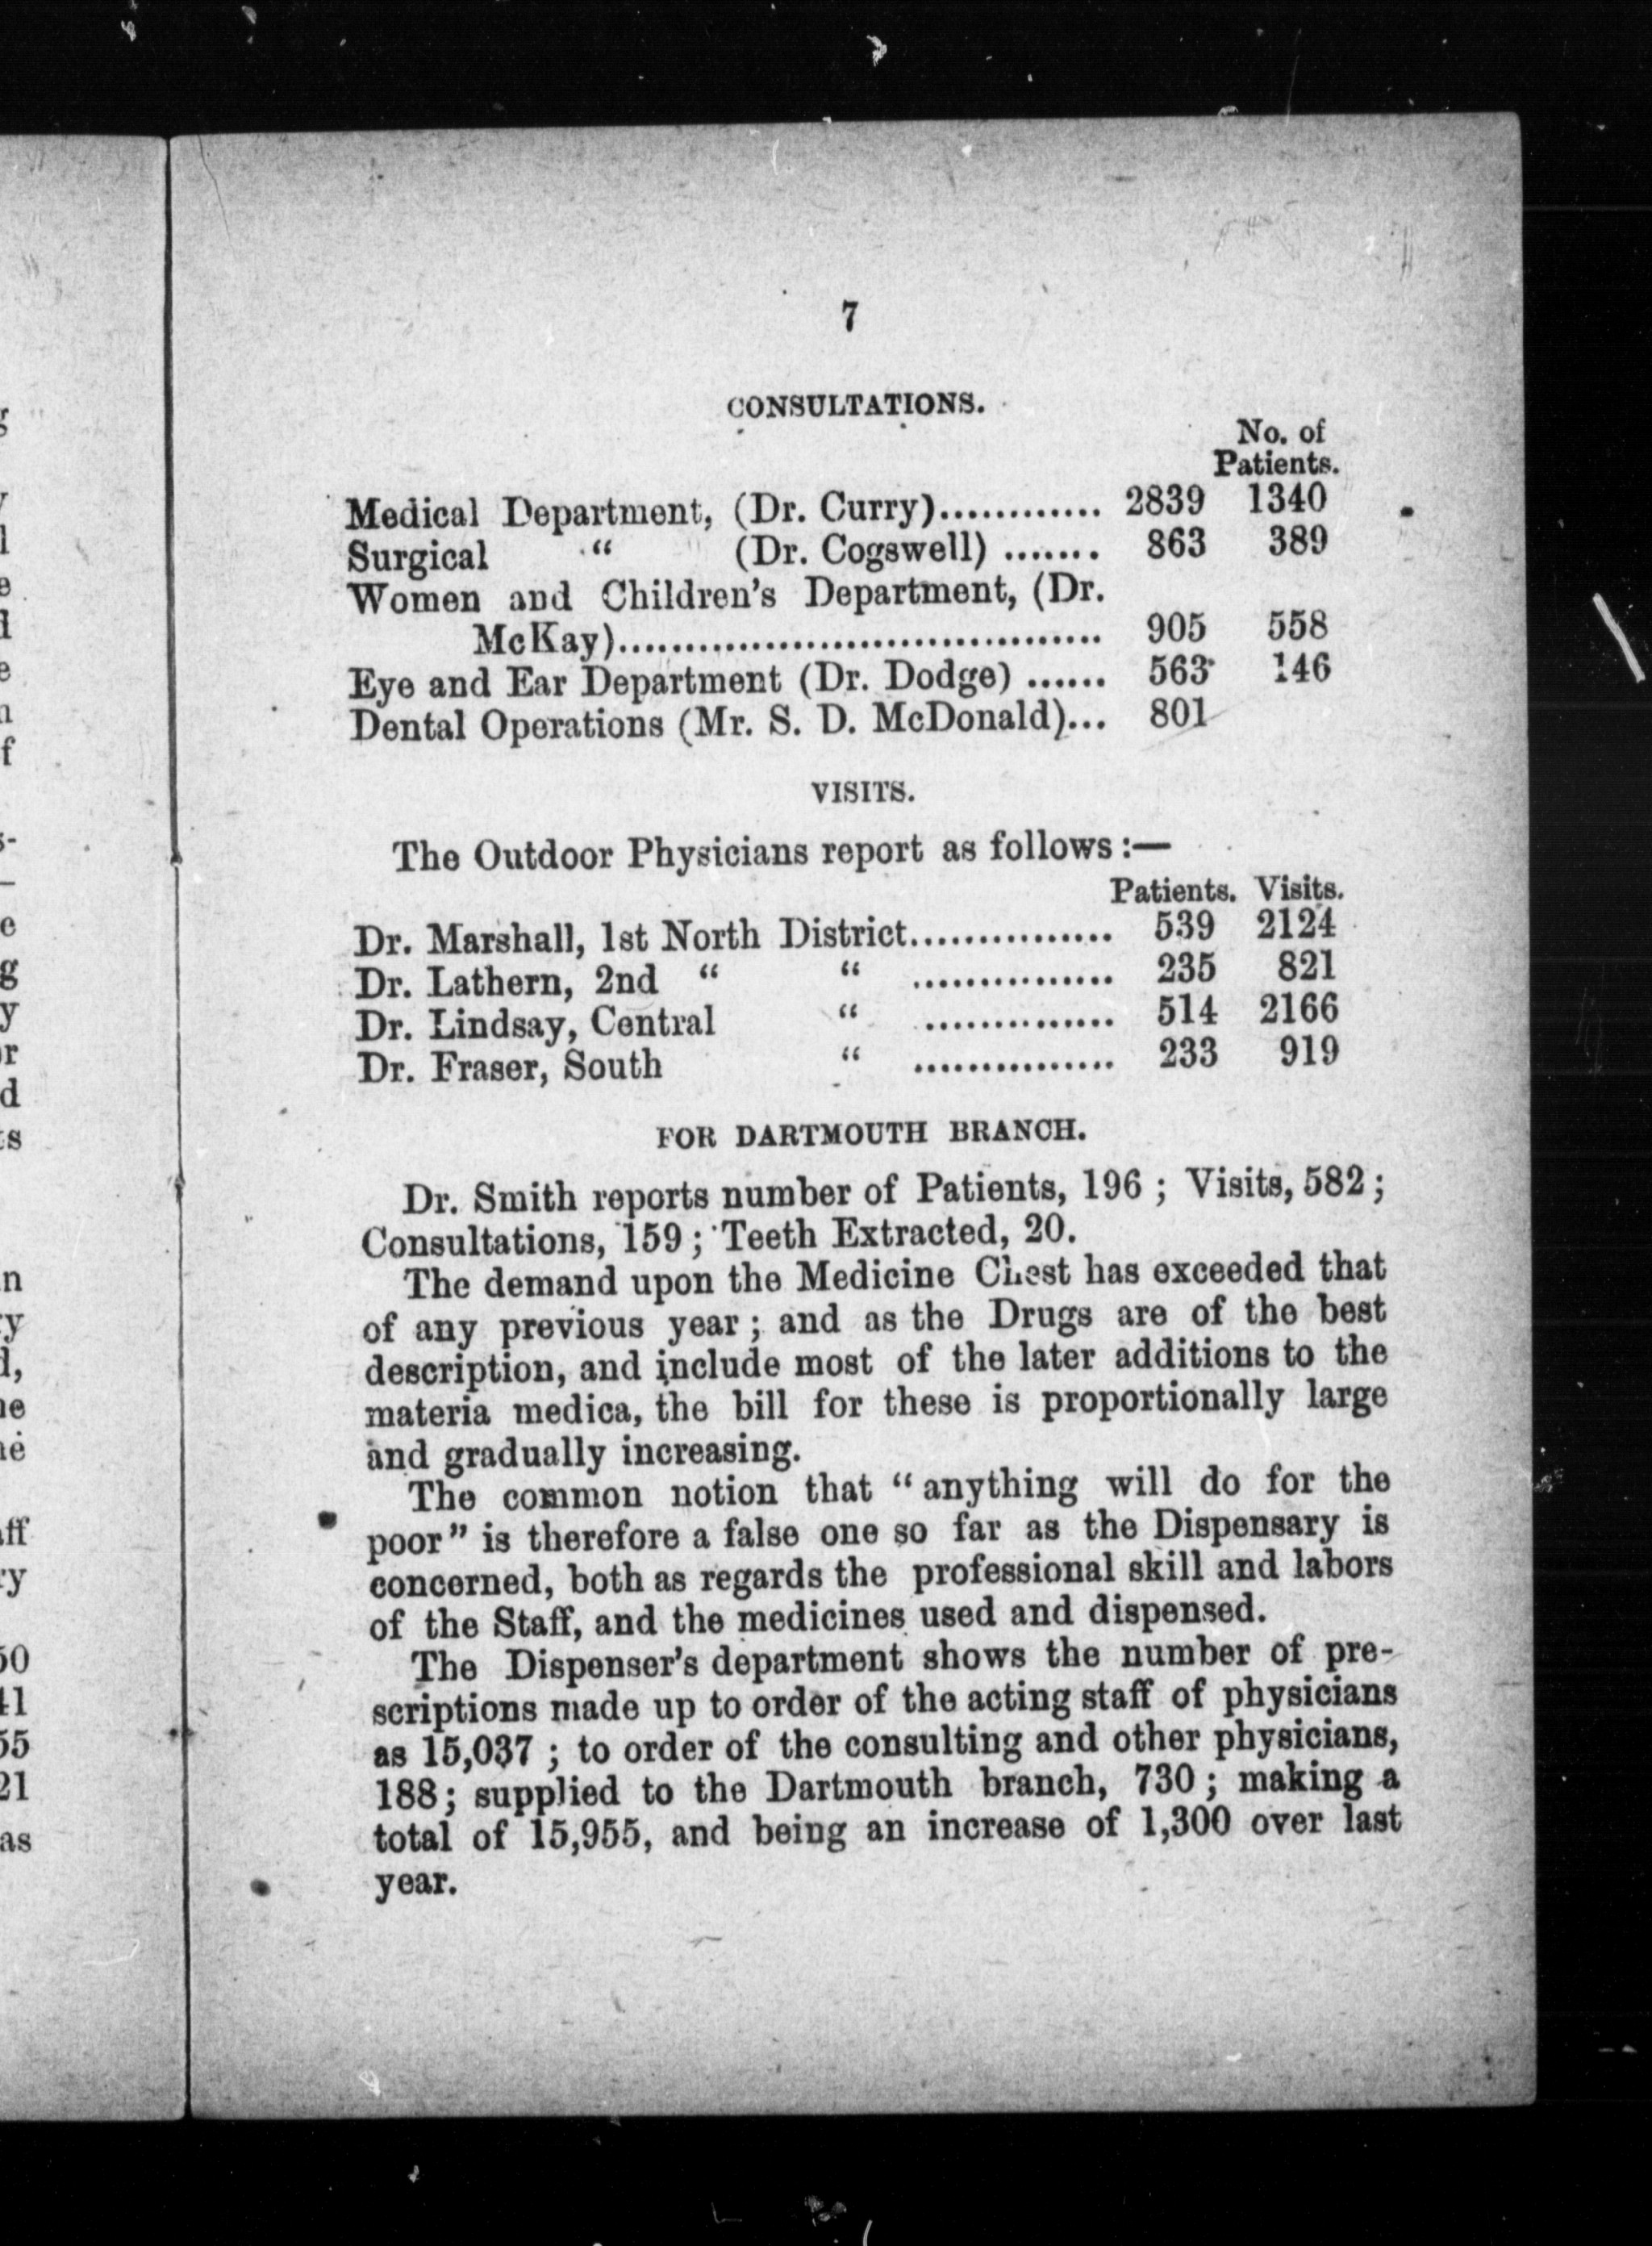 7
CONSULTATIONS.
No. of
Patients.
Medical Department, (Dr. Curry)............ 2839 1340
Surgical " (Dr. Cogswell) ....... 863 389
Women and Children's Department, (Dr.
McKay).................................... 905 558
Eye and Ear Department (Dr. Dodge) ...... 563 146
Dental Operations (Mr. S. D. McDonald)... 801
VISITS.
The Outdoor Physicians report as follows:—
Patients. Visits.
Dr. Marshall, 1st North District............... 539 2124
Dr. Lathern, 2nd " " ............... 235 821
Dr. Lindsay, Central " .............. 514 2166
Dr. Fraser, South " ............... 233 919
FOR DARTMOUTH BRANCH.
Dr. Smith reports number of Patients, 196 ; Visits, 582 ;
Consultations, 159 ; Teeth Extracted, 20.
The demand upon the Medicine Chest has exceeded that
of any previous year ; and as the Drugs are of the best
description, and include most of the later additions to the
materia medica, the bill for these is proportionally large
and gradually increasing.
The common notion that "anything will do for the
poor" is therefore a false one so far as the Dispensary is
concerned, both as regards the professional skill and labors
of the Staff, and the medicines used and dispensed.
The Dispenser's department shows the number of pre-
scriptions made up to order of the acting staff of physicians
as 15,037 ; to order of the consulting and other physicians,
188 ; supplied to the Dartmouth branch, 730 ; making a
total of 15,955, and being an increase of 1,300 over last
year.